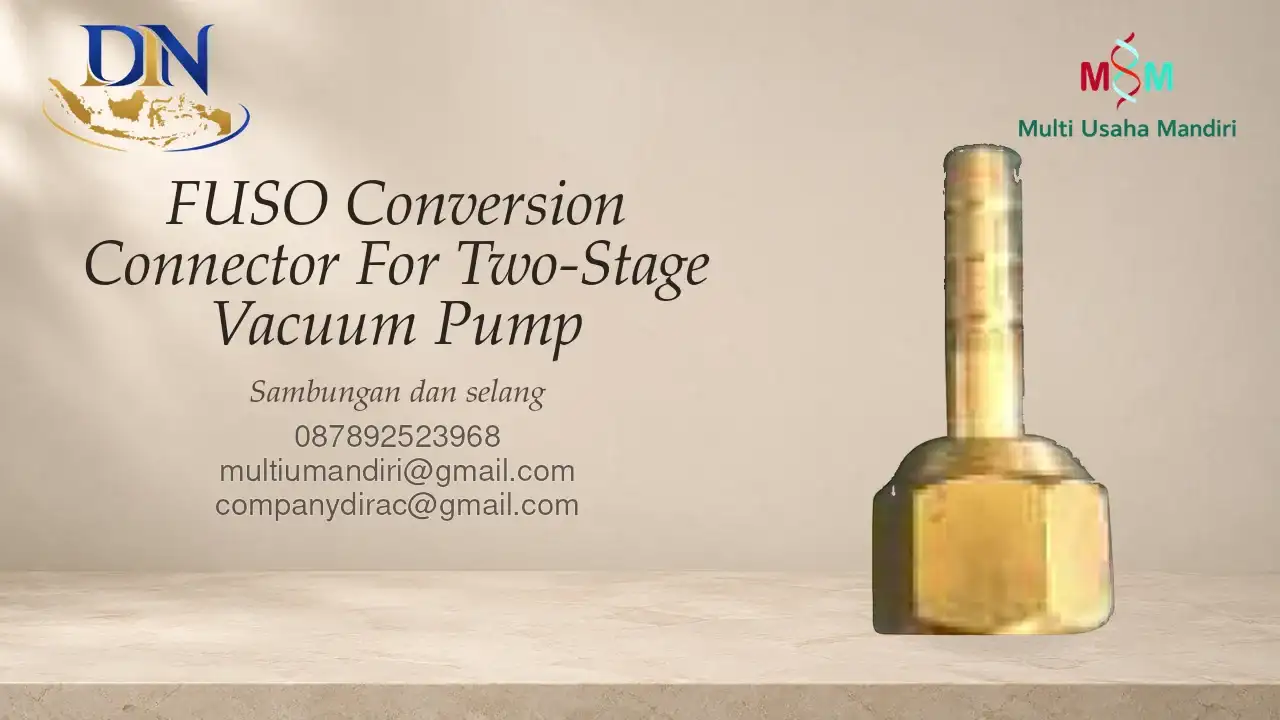 DN
M M
Multi Usaha Mandiri
FUSO Conversion
Connector For Two-Stage
Vacuum Pump
Sambungan dan selang
087892523968
multiumandiri@gmail.com
companydirac@gmail.com